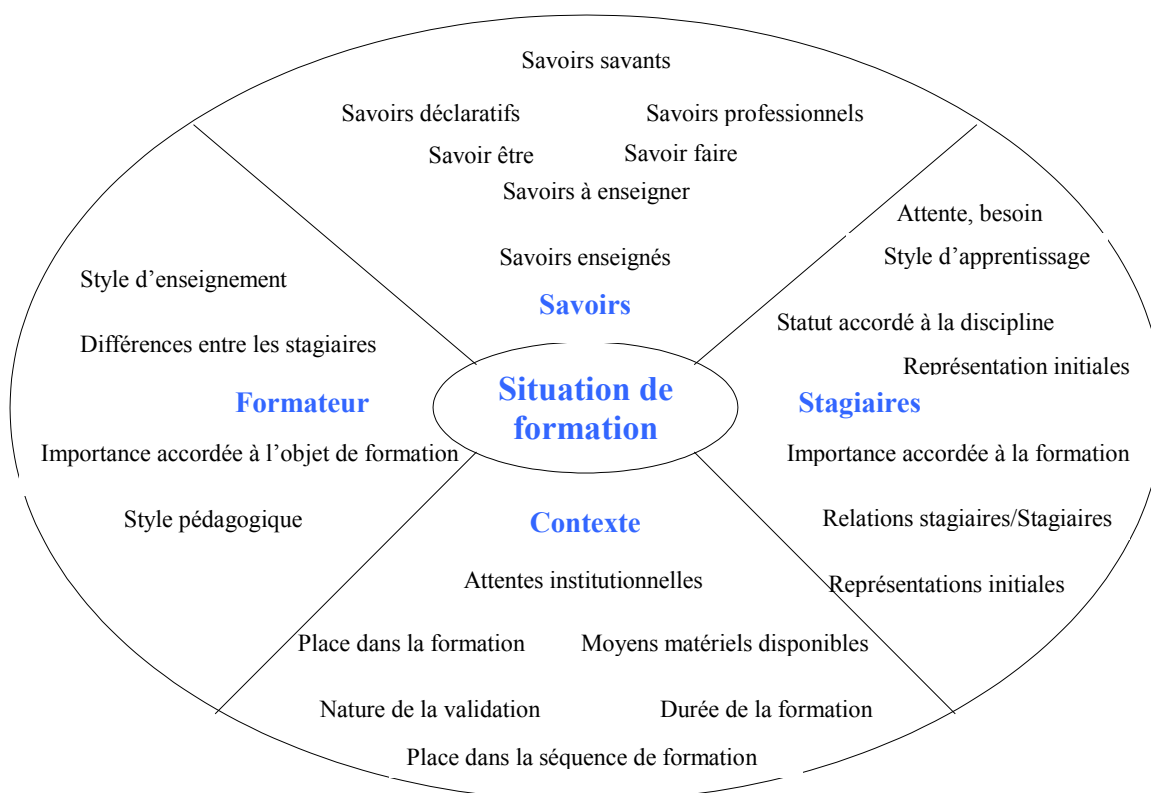 Savoirs savants
Savoirs déclaratifs
Savoirs professionnels
Savoir être
Savoir faire
Savoirs à enseigner
Savoirs enseignés
Savoirs
Style d’enseignement
Différences entre les stagiaires
Formateur
Importance accordée à l’objet de formation
Style pédagogique
Situation de
formation
Attente, besoin
Style d’apprentissage
Statut accordé à la discipline
Représentation initiales
Stagiaires
Importance accordée à la formation
Relations stagiaires/Stagiaires
Représentations initiales
Contexte
Attentes institutionnelles
Place dans la formation
Moyens matériels disponibles
Nature de la validation
Durée de la formation
Place dans la séquence de formation